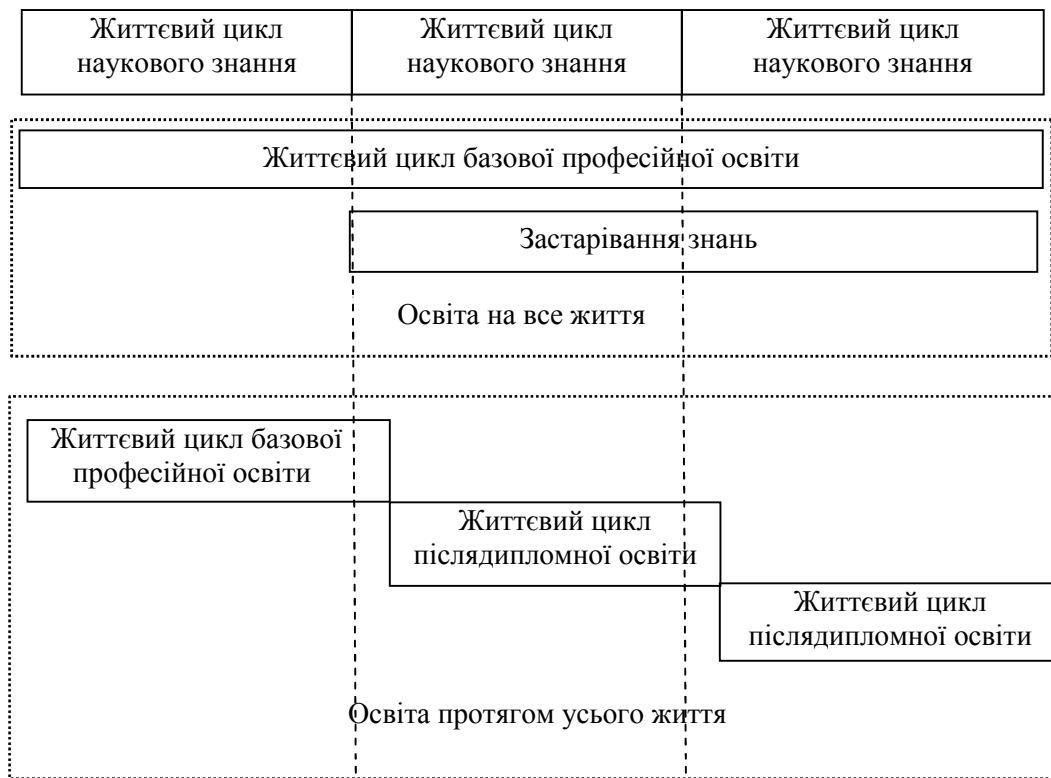 Життєвий цикл
наукового знання
Життєвий цикл
наукового знання
Життєвий цикл
наукового знання
Життєвий цикл базової професійної освіти
Застарівання знань
Освіта на все життя
Життєвий цикл базової
професійної освіти
Життєвий цикл
післядипломної освіти
Життєвий цикл
післядипломної освіти
Освіта протягом усього життя